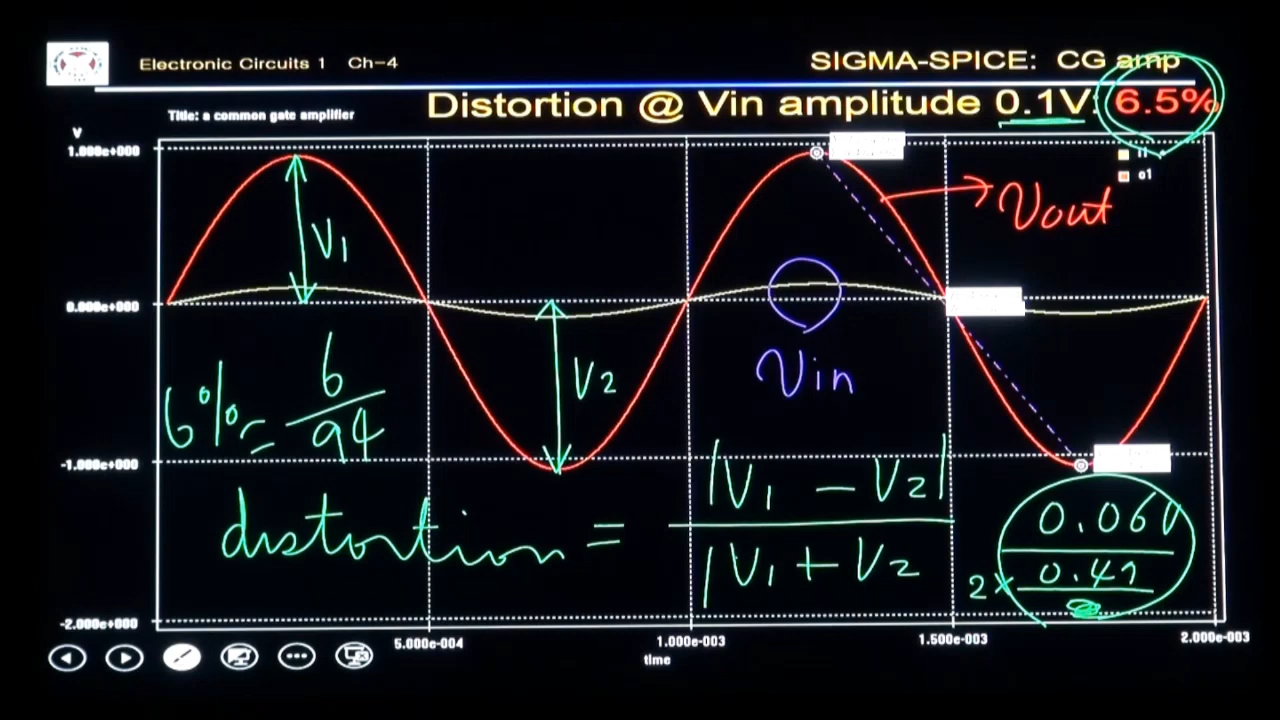 Electronic Circuits 1 Ch-4
SIGMA-SPICE: CG amp
Distortion @ Vin amplitude 0.1V: 6.5%
Title: a common gate amplifier
V
1.000e+000
o1
Vout
V1
0.000e+000
Vin
V2
6% = 6/94
-1.000e+000
distortion = |V1 - V2| / |V1 + V2
0.06V
2 ×
-2.000e+000
5.000e-004
1.000e-003
1.500e-003
2.000e-003
time